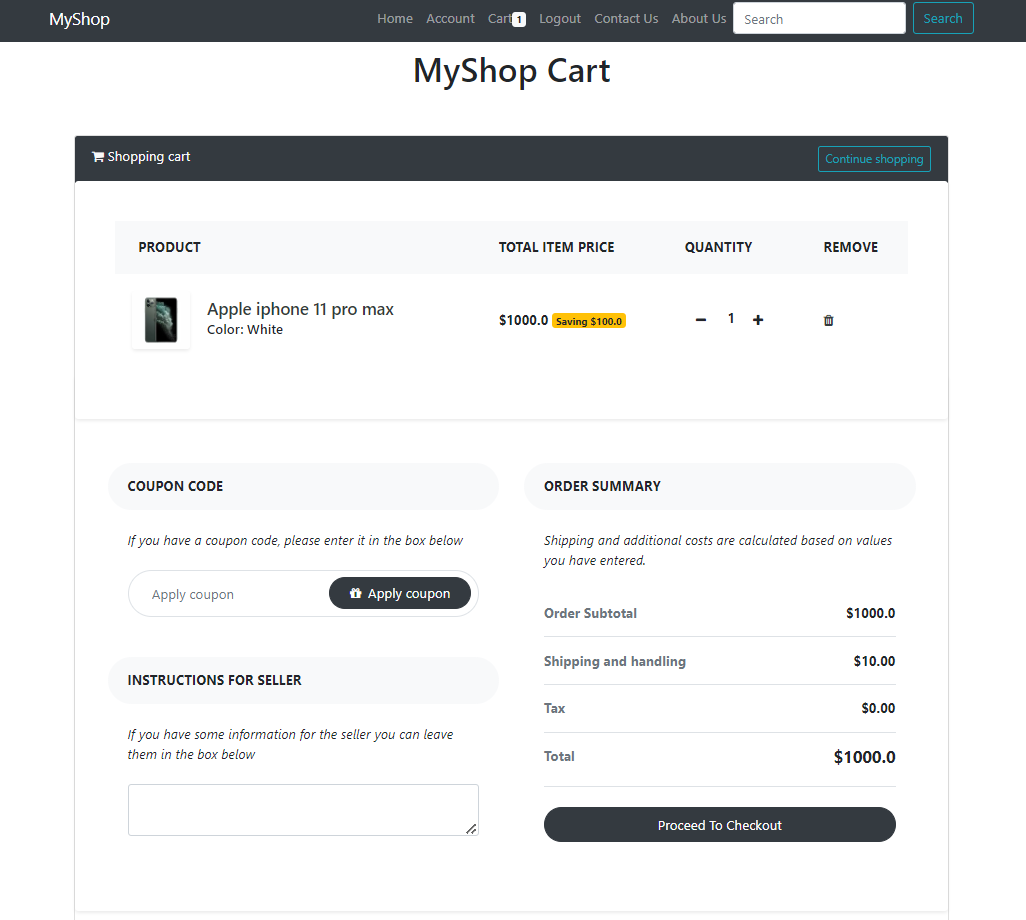 MyShop
Home Account Cart 1 Logout Contact Us About Us Search Search
MyShop Cart
Shopping cart Continue shopping
PRODUCT TOTAL ITEM PRICE QUANTITY REMOVE
Apple iphone 11 pro max
Color: White
$1000.0 Saving $100.0 1
COUPON CODE
If you have a coupon code, please enter it in the box below
Apply coupon Apply coupon
INSTRUCTIONS FOR SELLER
If you have some information for the seller you can leave
them in the box below
ORDER SUMMARY
Shipping and additional costs are calculated based on values
you have entered.
Order Subtotal $1000.0
Shipping and handling $10.00
Tax $0.00
Total $1000.0
Proceed To Checkout